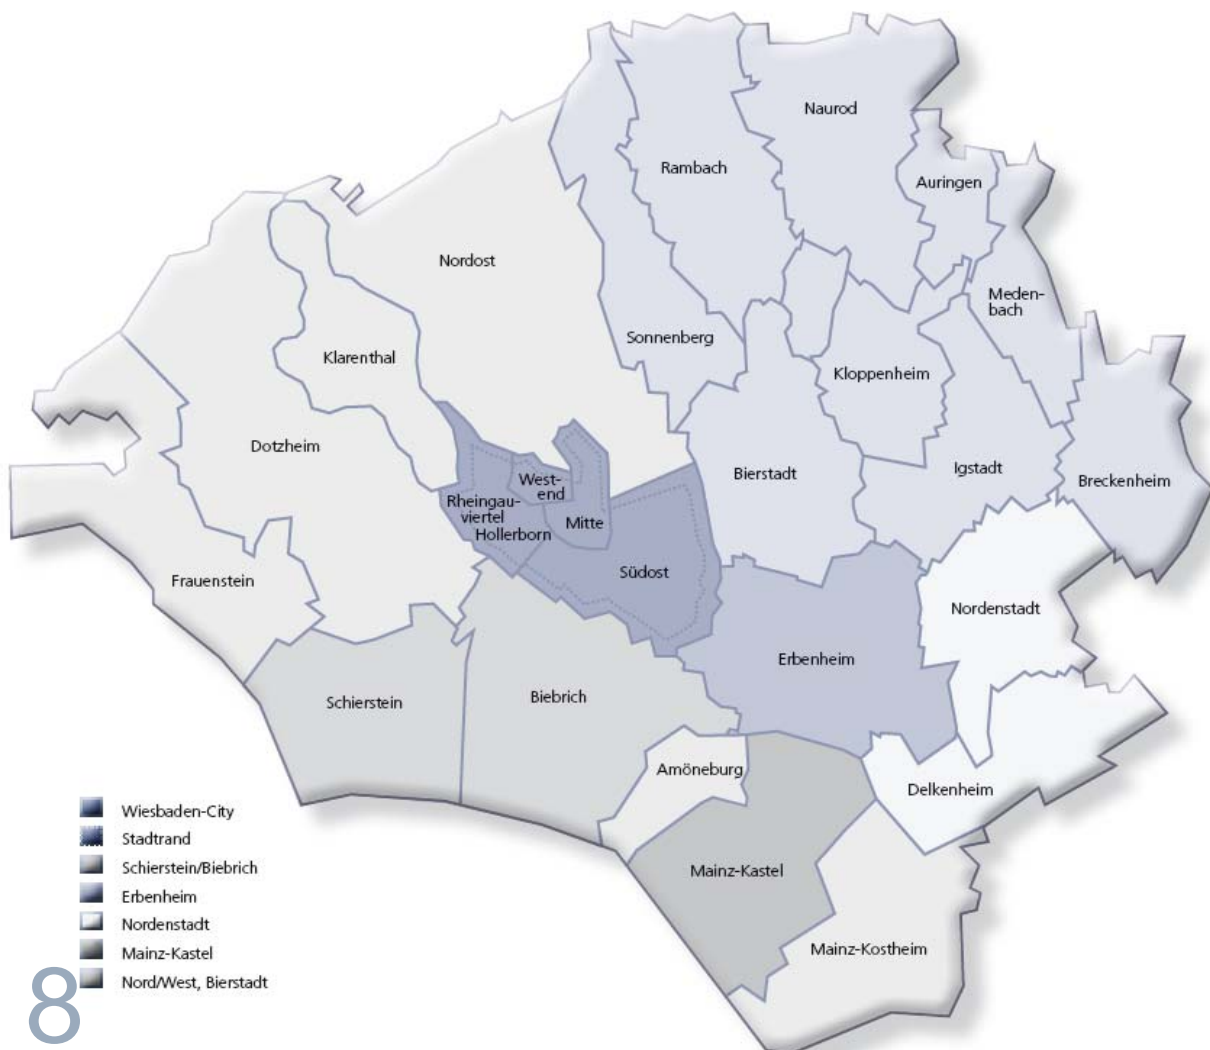 Naurod
Rambach
Auringen
Nordost
Meden-
bach
Sonnenberg
Klarenthal
Kloppenheim
Dotzheim
Bierstadt
Igstadt
Breckenheim
West-
end
Rheingau-
viertel
Hollerborn
Mitte
Südost
Frauenstein
Nordenstadt
Erbenheim
Schierstein
Biebrich
Amöneburg
Delkenheim
Mainz-Kastel
Mainz-Kostheim
Wiesbaden-City
Stadtrand
Schierstein/Biebrich
Erbenheim
Nordenstadt
Mainz-Kastel
Nord/West, Bierstadt
8